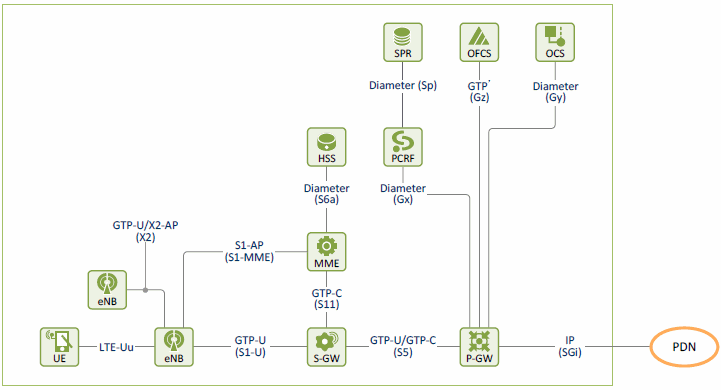 SPR
OFCS
OCS
Diameter (Sp)
GTP'
(Gz)
Diameter
(Gy)
HSS
PCRF
Diameter
(S6a)
Diameter
(Gx)
GTP-U/X2-AP
(X2)
S1-AP
(S1-MME)
MME
eNB
GTP-C
(S11)
UE
LTE-Uu
eNB
GTP-U
(S1-U)
S-GW
GTP-U/GTP-C
(S5)
P-GW
IP
(SGi)
PDN